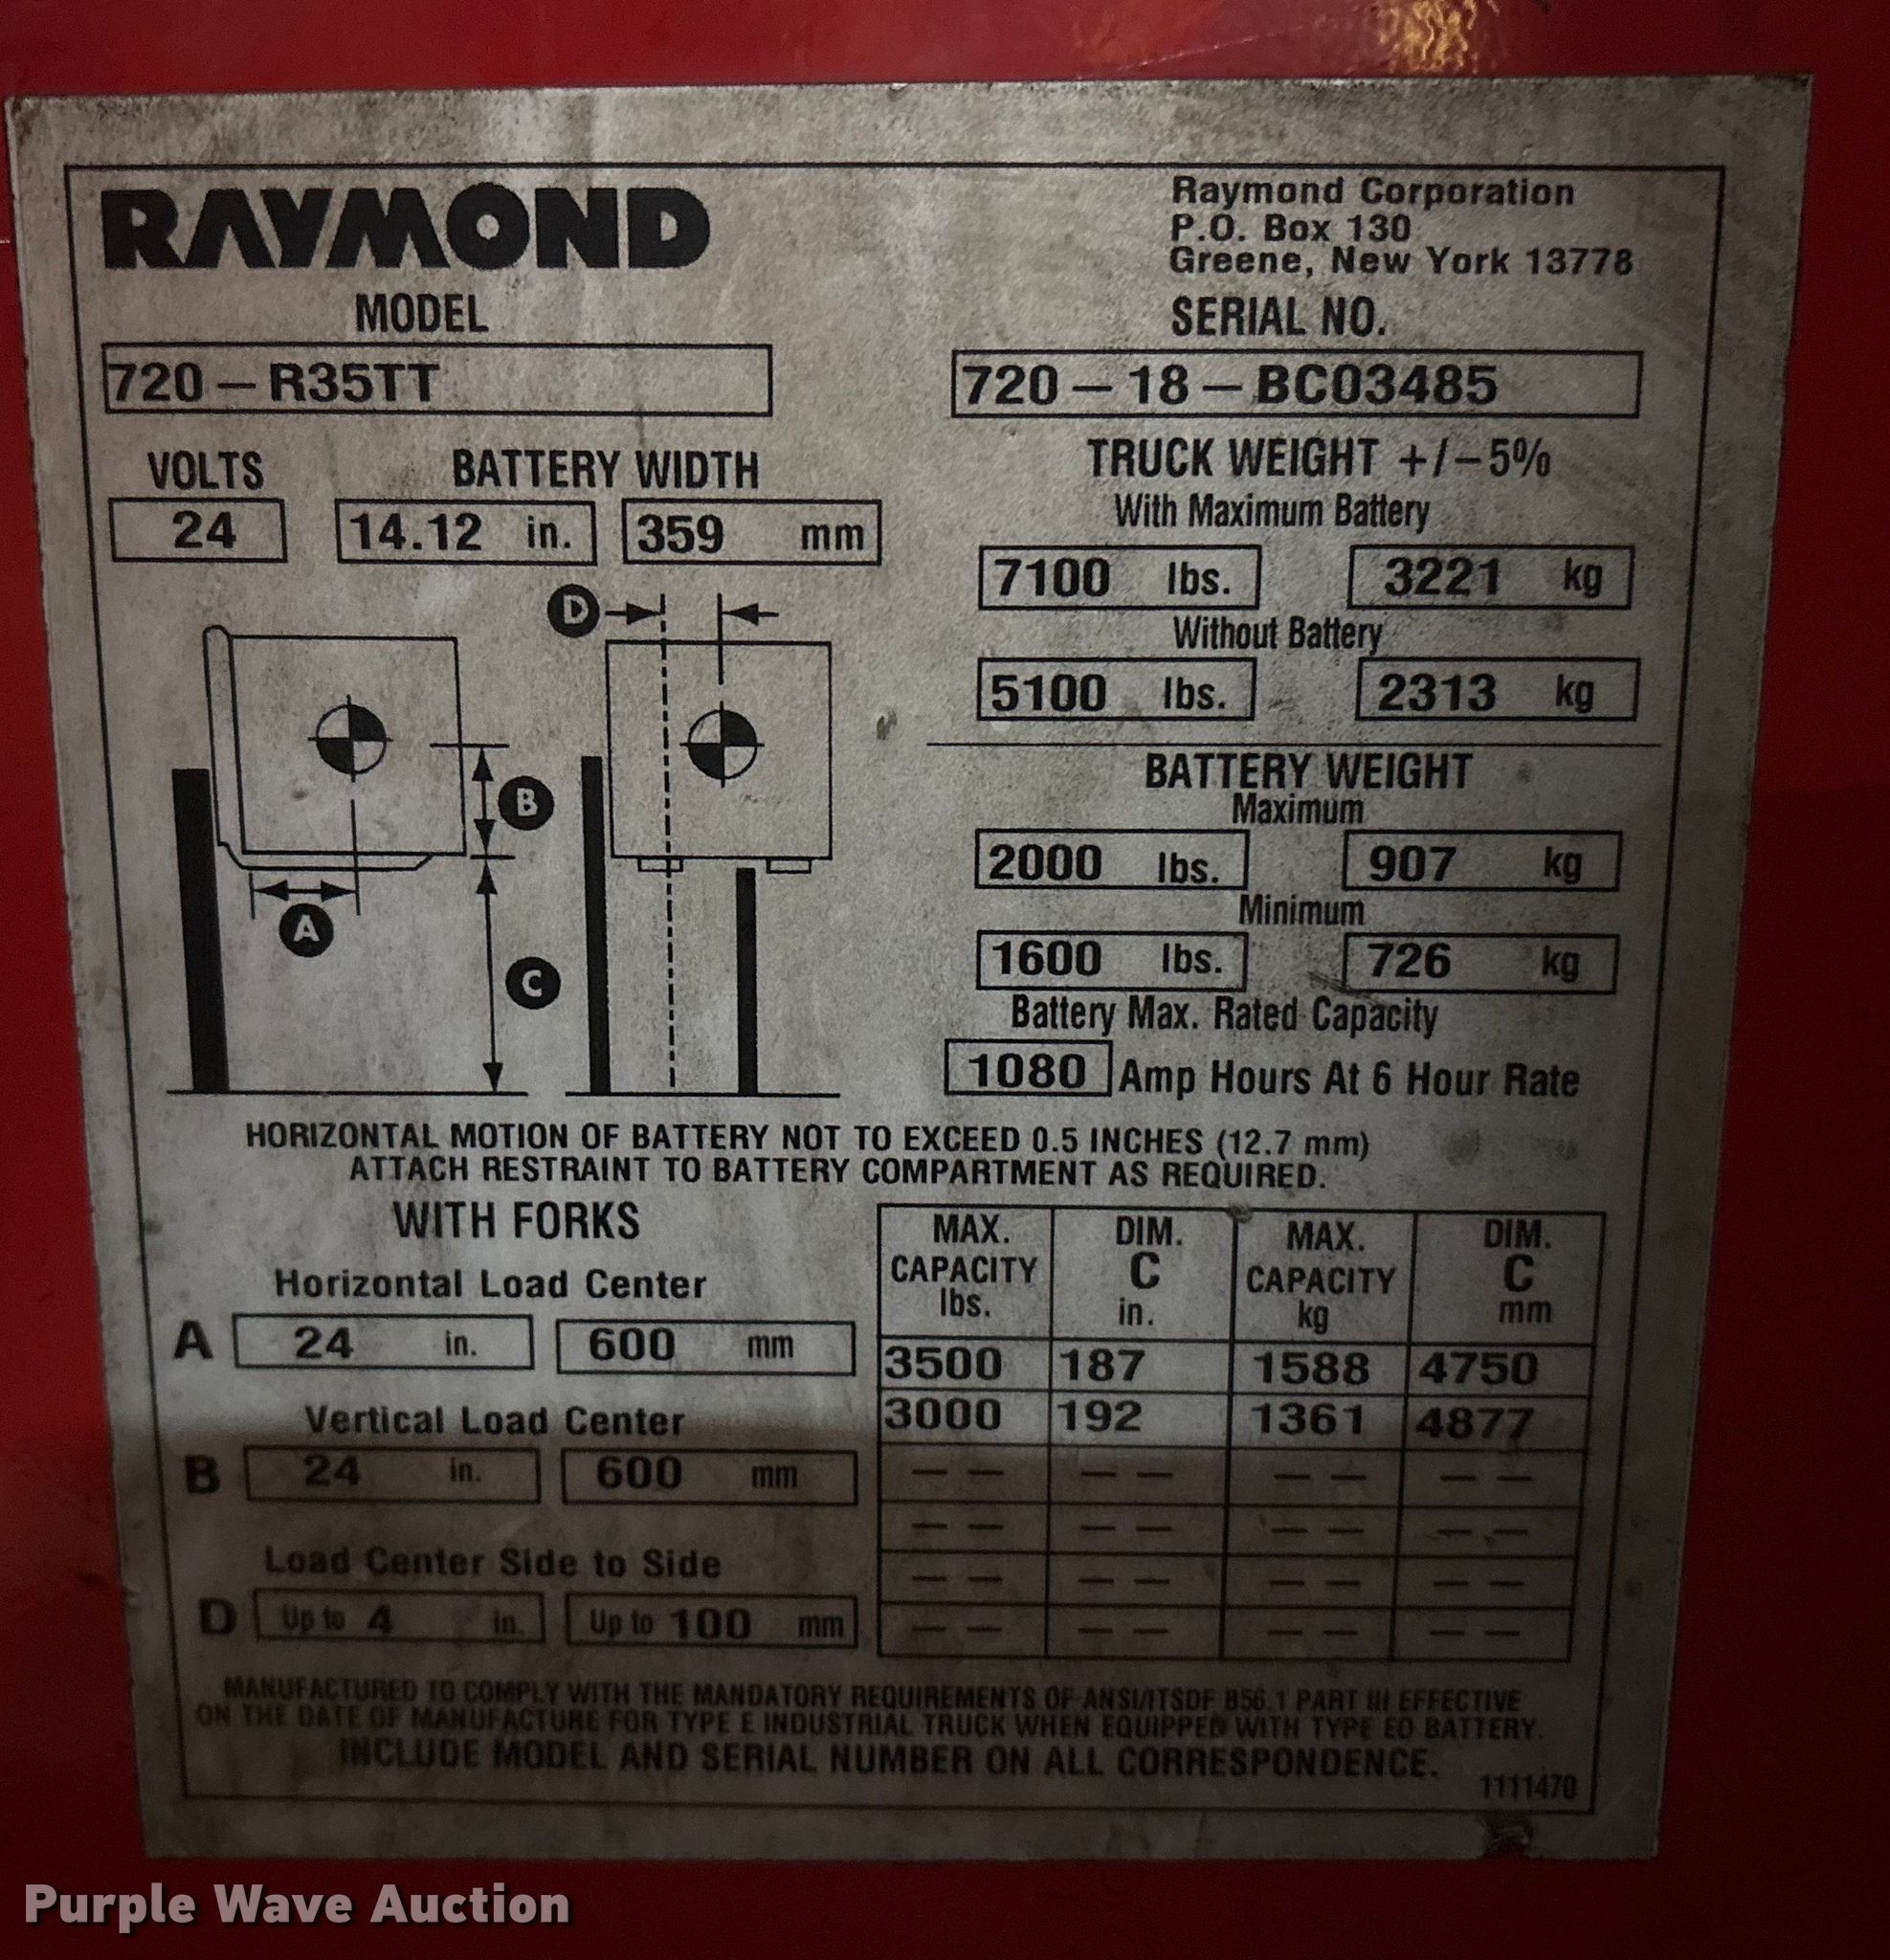 RAYMOND
Raymond Corporation
P.O. Box 130
Greene, New York 13778
MODEL
SERIAL NO.
720 – R35TT
720 – 18 – BC03485
VOLTS BATTERY WIDTH
24 14.12 in. 359 mm
TRUCK WEIGHT +/–5%
With Maximum Battery
7100 lbs. 3221 kg
Without Battery
5100 lbs. 2313 kg
BATTERY WEIGHT
Maximum
2000 lbs. 907 kg
Minimum
1600 lbs. 726 kg
Battery Max. Rated Capacity
1080 Amp Hours At 6 Hour Rate
D
B
A
C
HORIZONTAL MOTION OF BATTERY NOT TO EXCEED 0.5 INCHES (12.7 mm)
ATTACH RESTRAINT TO BATTERY COMPARTMENT AS REQUIRED.
WITH FORKS
Horizontal Load Center
A 24 in. 600 mm
Vertical Load Center
B 24 in. 600 mm
Load Center Side to Side
D Up to 4 in. Up to 100 mm
MAX. CAPACITY lbs. DIM. C in. MAX. CAPACITY kg DIM. C mm
3500 187 1588 4750
3000 192 1361 4877
– – – – – – – –
– – – – – – – –
– – – – – – – –
– – – – – – – –
MANUFACTURED TO COMPLY WITH THE MANDATORY REQUIREMENTS OF ANSI/ITSDF B56.1 PART III EFFECTIVE
ON THE DATE OF MANUFACTURE FOR TYPE E INDUSTRIAL TRUCK WHEN EQUIPPED WITH TYPE EO BATTERY.
INCLUDE MODEL AND SERIAL NUMBER ON ALL CORRESPONDENCE.
1111470
Purple Wave Auction